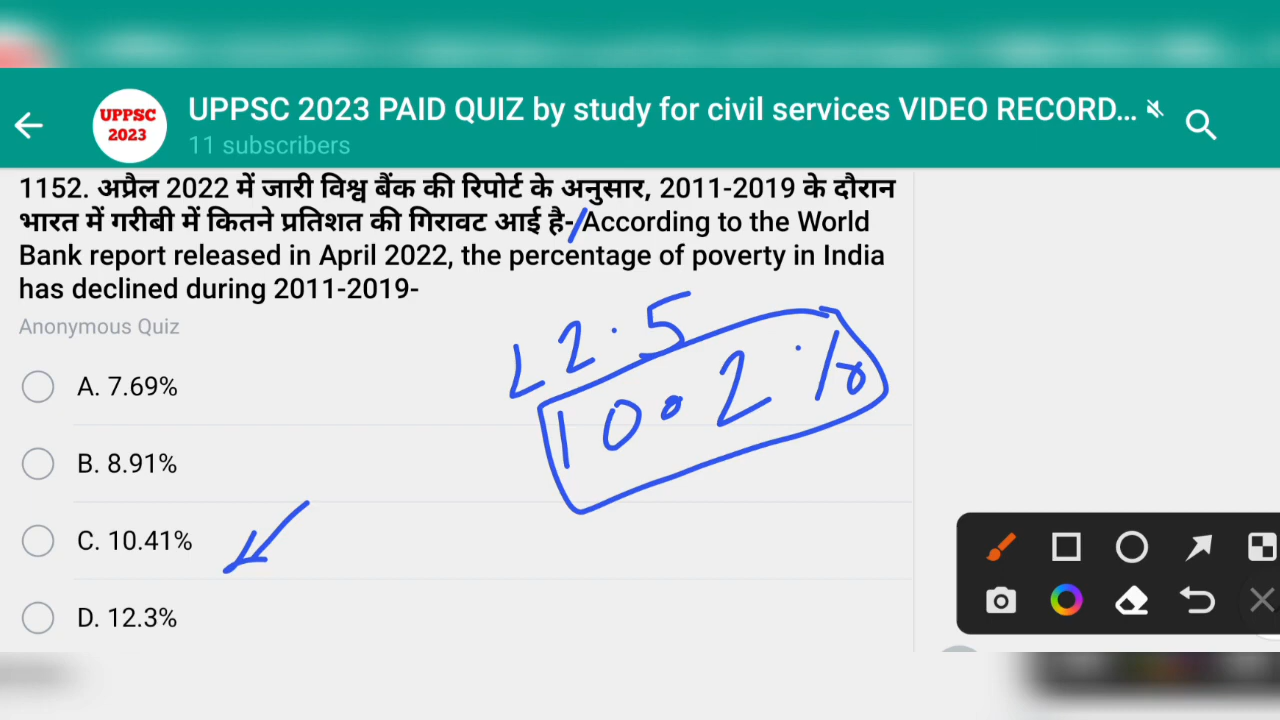 UPPSC
2023
UPPSC 2023 PAID QUIZ by study for civil services VIDEO RECORD...
11 subscribers
1152. अप्रैल 2022 में जारी विश्व बैंक की रिपोर्ट के अनुसार, 2011-2019 के दौरान
भारत में गरीबी में कितने प्रतिशत की गिरावट आई है-/According to the World
Bank report released in April 2022, the percentage of poverty in India
has declined during 2011-2019-
Anonymous Quiz
22.5
10.2%
A. 7.69%
B. 8.91%
C. 10.41%
D. 12.3%